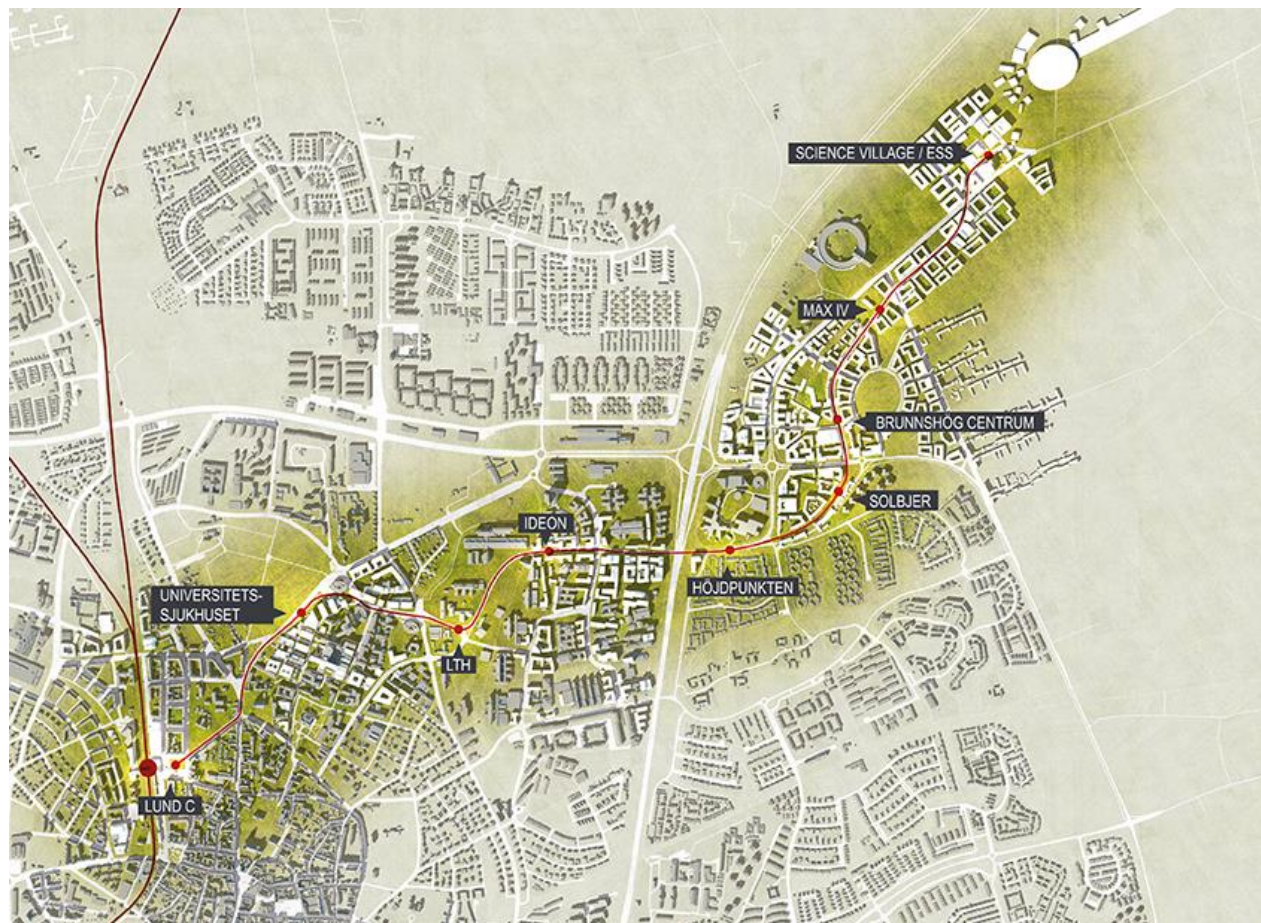 SCIENCE VILLAGE / ESS
MAX IV
BRUNNSHÖG CENTRUM
SOLBJER
IDEON
HÖJDPUNKTEN
UNIVERSITETS-
SJUKHUSET
LTH
LUND C